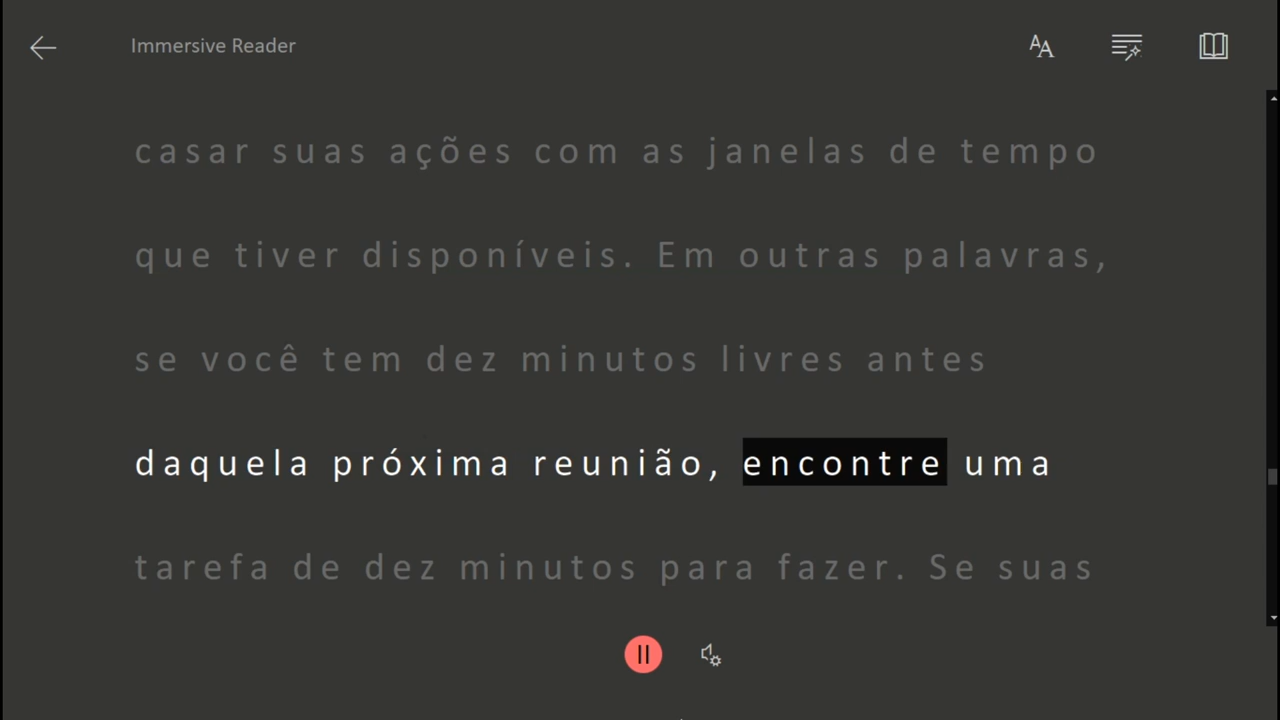 Immersive Reader
casar suas ações com as janelas de tempo
que tiver disponíveis. Em outras palavras,
se você tem dez minutos livres antes
daquela próxima reunião, encontre uma
tarefa de dez minutos para fazer. Se suas